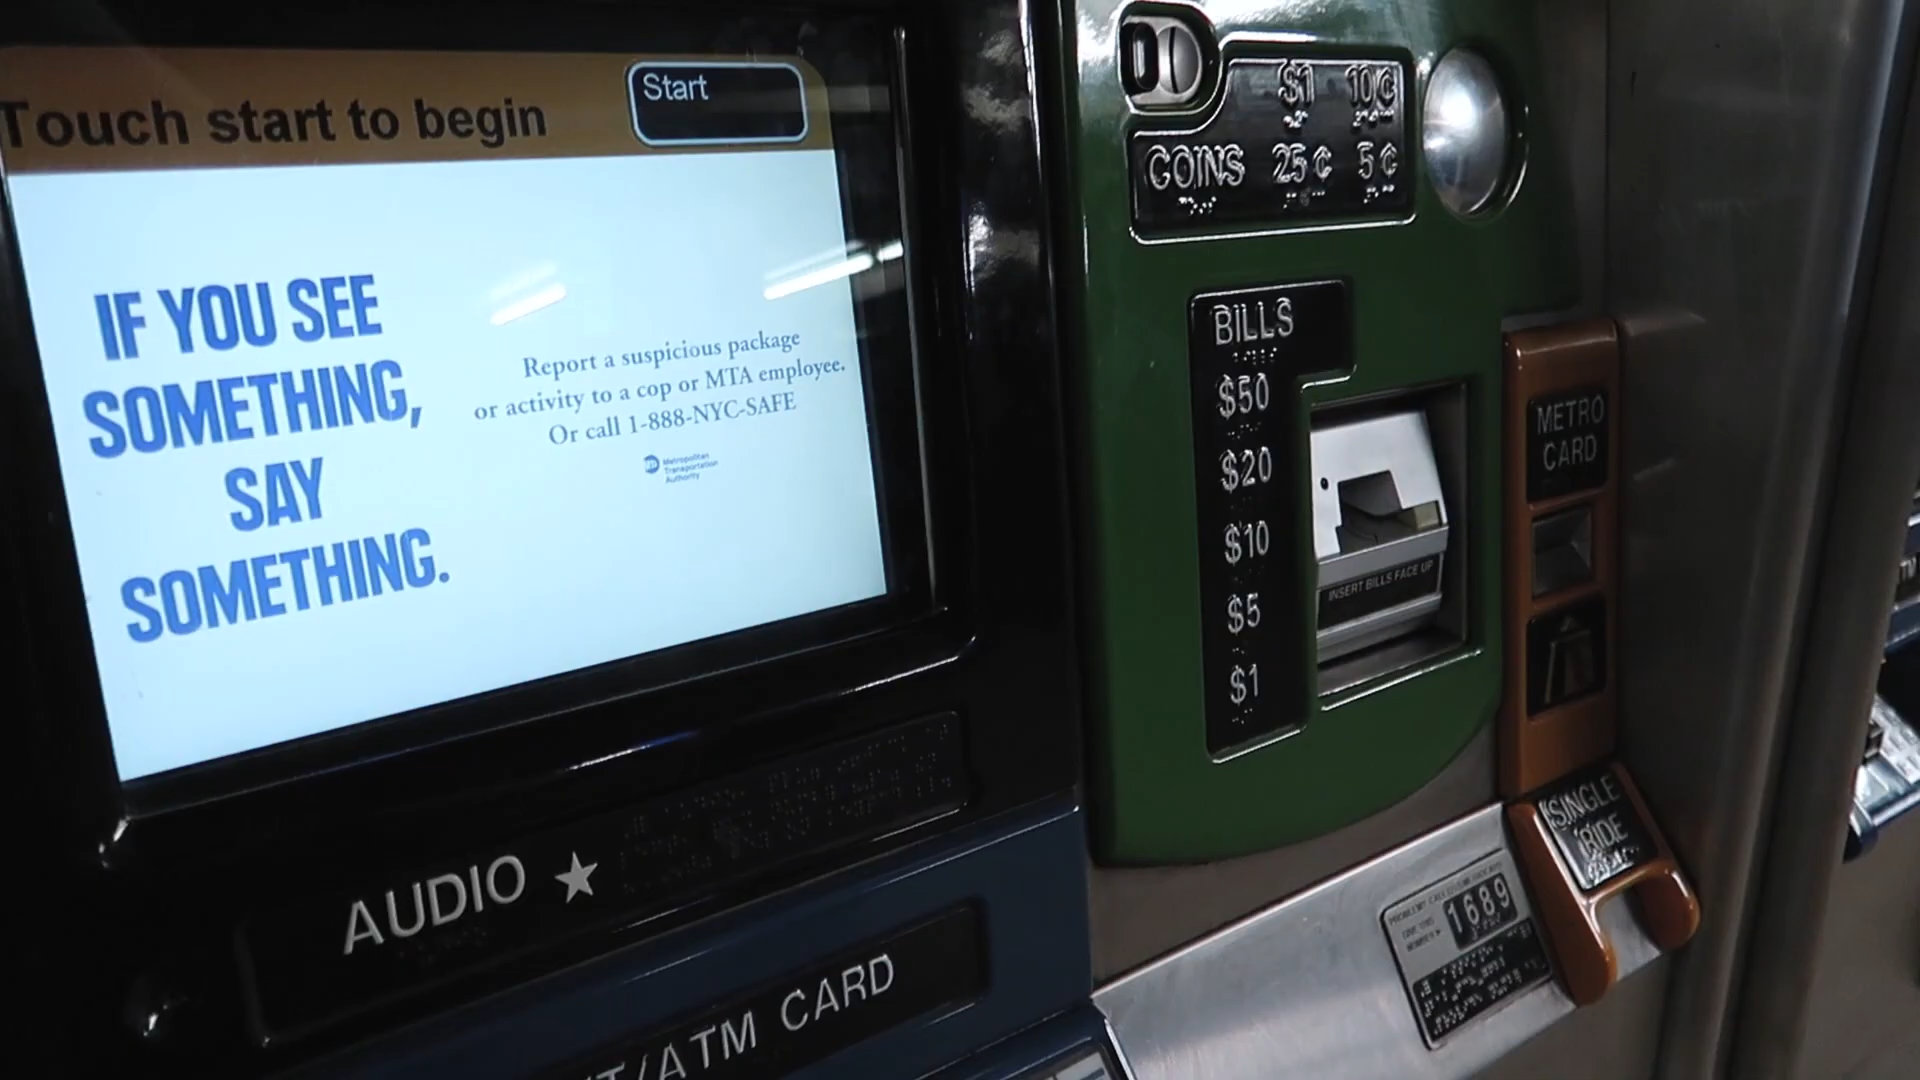 Touch start to begin
Start
IF YOU SEE
SOMETHING,
SAY
SOMETHING.
Report a suspicious package
or activity to a cop or MTA employee.
Or call 1-888-NYC-SAFE
Metropolitan
Transportation
Authority
$1 10¢
COINS 25¢ 5¢
BILLS
$50
$20
$10
$5
$1
INSERT BILLS FACE UP
METRO
CARD
SINGLE
RIDE
1689
AUDIO ★
/ATM CARD